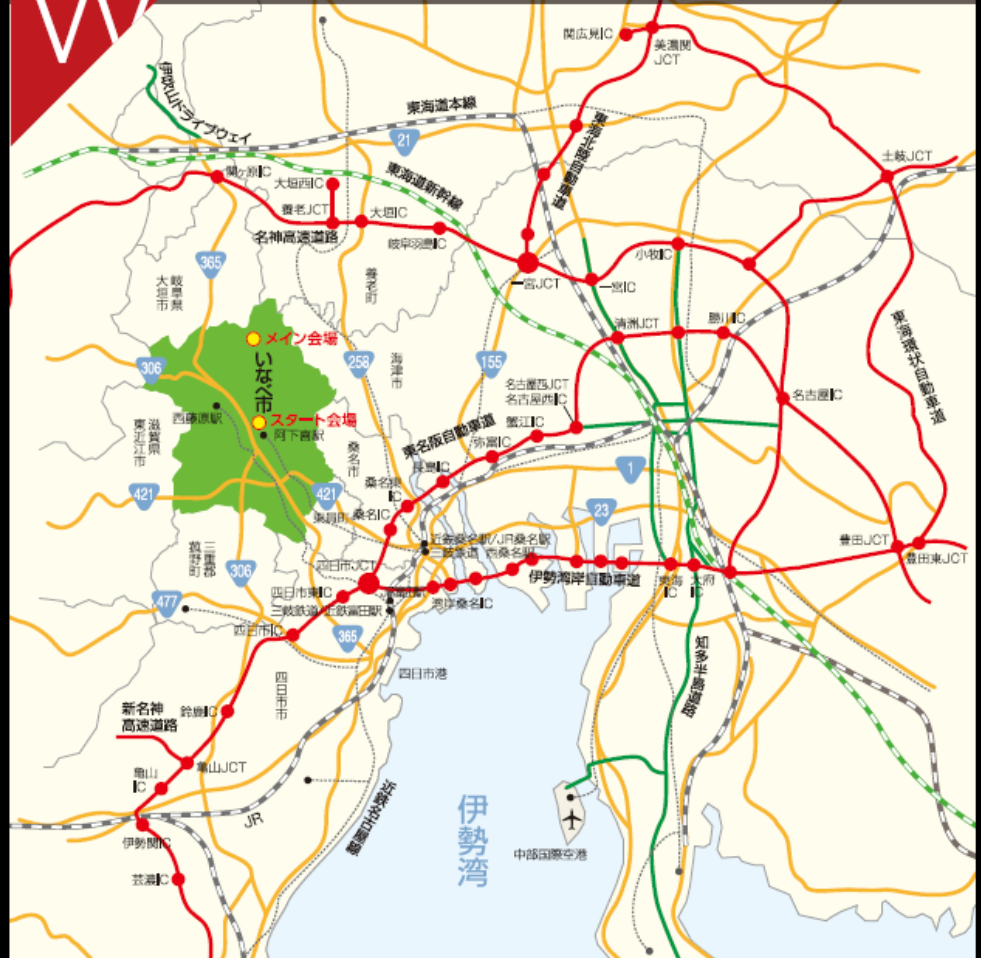 W
関広見IC
美濃関
JCT
伊吹山ドライブウェイ
東海道本線
21
東海北陸自動車道
土岐JCT
関ヶ原IC
大垣西IC
東海道新幹線
養老JCT
大垣IC
名神高速道路
岐阜羽島IC
小牧IC
365
岐阜県
大垣市
養老町
一宮JCT
一宮IC
清洲JCT
勝川IC
東海環状自動車道
メイン会場
306
いなべ市
258
海津市
155
名古屋西JCT
名古屋西IC
名古屋IC
西藤原駅
スタート会場
阿下喜駅
蟹江IC
滋賀県
東近江市
桑名市
東名阪自動車道
弥富IC
長島IC
1
421
421
桑名東
IC
東員町
桑名IC
23
近鉄桑名駅/JR桑名駅
三岐鉄道 西桑名駅
豊田JCT
豊田東JCT
三重郡
菰野町
306
四日市JCT
伊勢湾岸自動車道
東海
IC
大府
IC
四日市東IC
477
三岐鉄道/近鉄富田駅
湾岸桑名IC
四日市IC
365
四日市港
知多半島道路
四日市市
新名神
高速道路
鈴鹿IC
亀山JCT
亀山
IC
JR
近鉄名古屋線
伊勢湾
伊勢関IC
中部国際空港
芸濃IC